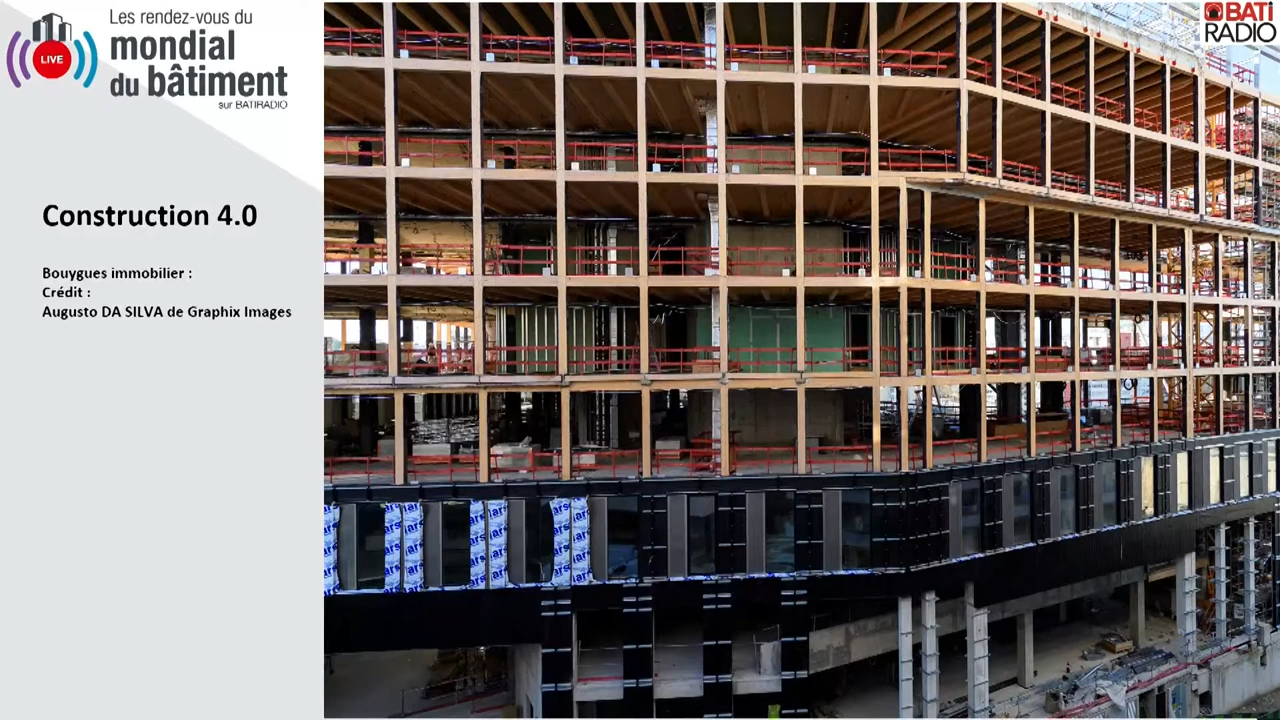 Les rendez-vous du
mondial
du bâtiment
LIVE
sur BATIRADIO
BATI
RADIO
Construction 4.0
Bouygues immobilier :
Crédit :
Augusto DA SILVA de Graphix Images